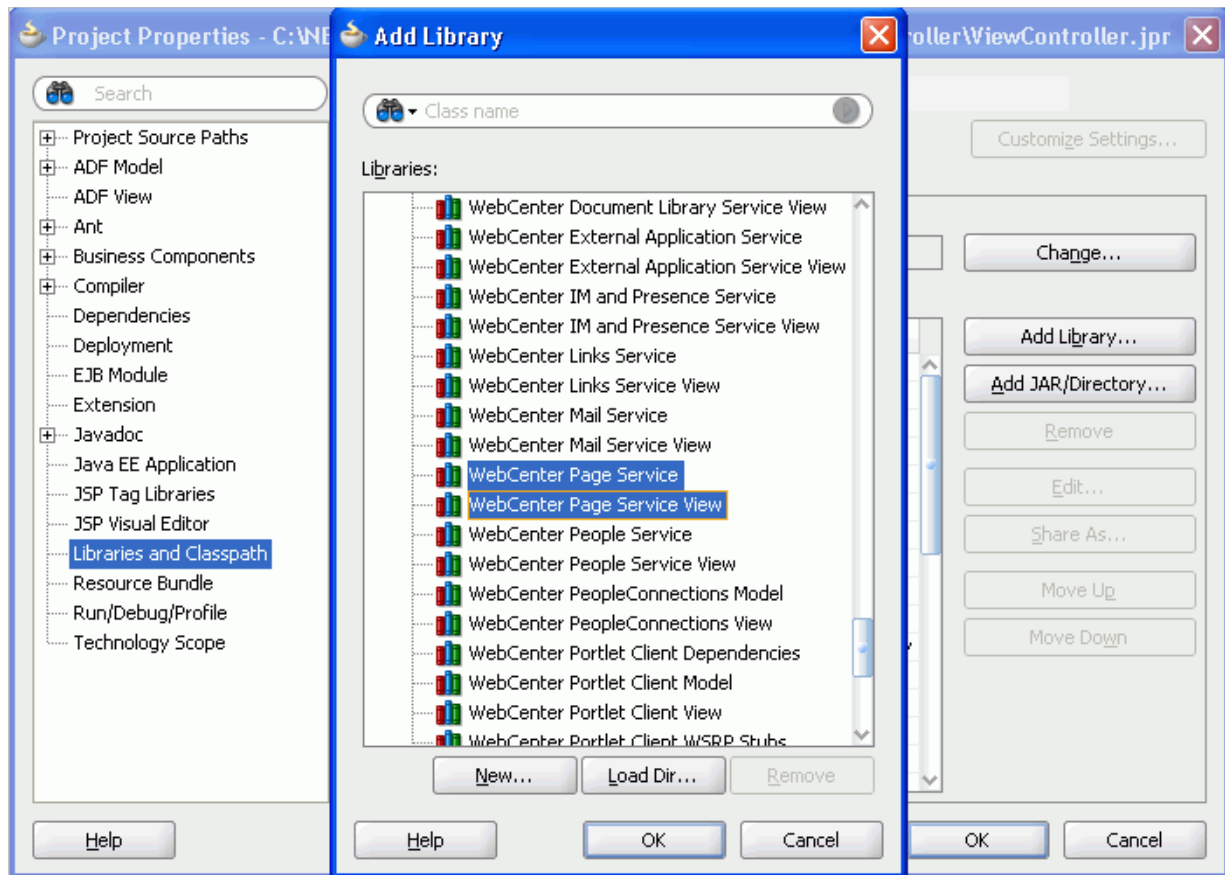 Project Properties - C:\NE
Search
Project Source Paths
ADF Model
ADF View
Ant
Business Components
Compiler
Dependencies
Deployment
EJB Module
Extension
Javadoc
Java EE Application
JSP Tag Libraries
JSP Visual Editor
Libraries and Classpath
Resource Bundle
Run/Debug/Profile
Technology Scope
Help
Add Library
Class name
Libraries:
WebCenter Document Library Service View
WebCenter External Application Service
WebCenter External Application Service View
WebCenter IM and Presence Service
WebCenter IM and Presence Service View
WebCenter Links Service
WebCenter Links Service View
WebCenter Mail Service
WebCenter Mail Service View
WebCenter Page Service
WebCenter Page Service View
WebCenter People Service
WebCenter People Service View
WebCenter PeopleConnections Model
WebCenter PeopleConnections View
WebCenter Portlet Client Dependencies
WebCenter Portlet Client Model
WebCenter Portlet Client View
WebCenter Portlet Client WSRP Stubs
New... Load Dir... Remove
Help OK Cancel
roller\ViewController.jpr
Customize Settings...
Change...
Add Library...
Add JAR/Directory...
Remove
Edit...
Share As...
Move Up
Move Down
OK Cancel